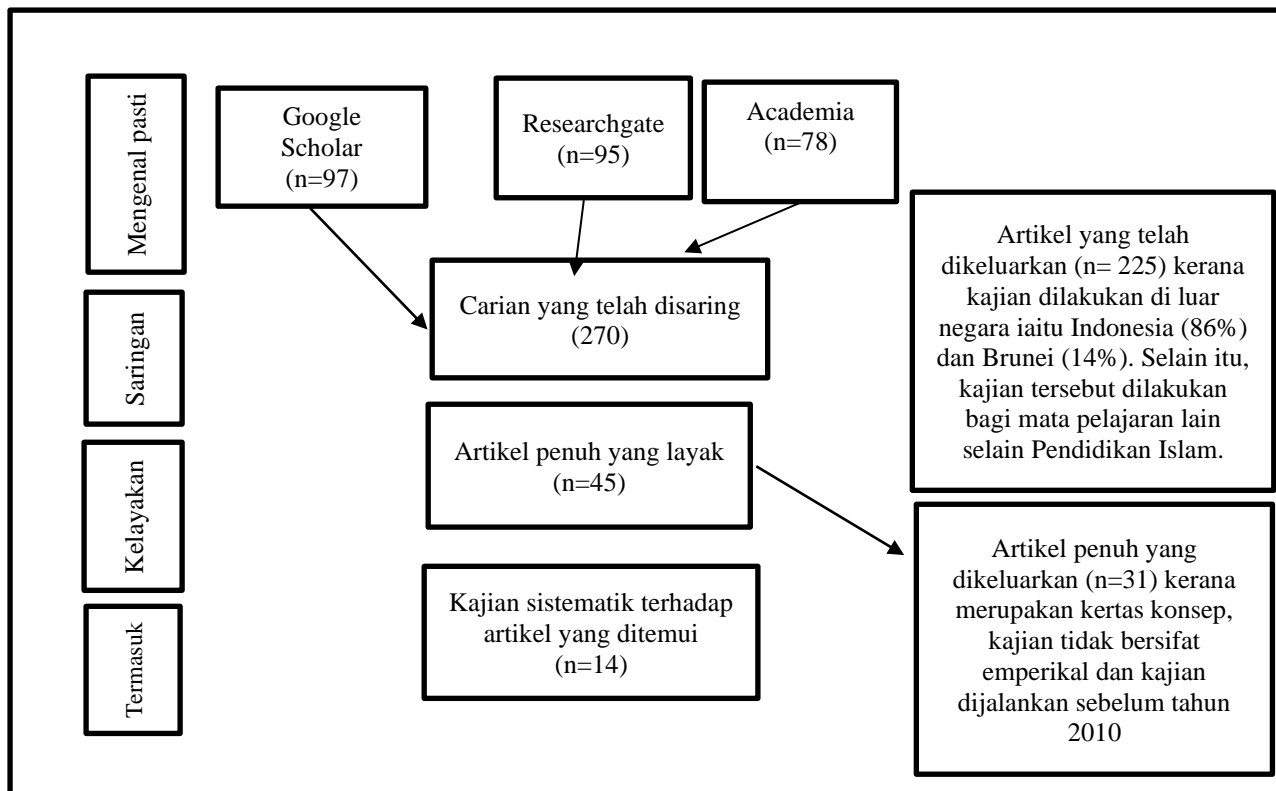 Mengenal pasti
Google
Scholar
(n=97)
Researchgate
(n=95)
Academia
(n=78)
Saringan
Carian yang telah disaring
(270)
Artikel yang telah
dikeluarkan (n= 225) kerana
kajian dilakukan di luar
negara iaitu Indonesia (86%)
dan Brunei (14%). Selain itu,
kajian tersebut dilakukan
bagi mata pelajaran lain
selain Pendidikan Islam.
Kelayakan
Artikel penuh yang layak
(n=45)
Artikel penuh yang
dikeluarkan (n=31) kerana
merupakan kertas konsep,
kajian tidak bersifat
emperikal dan kajian
dijalankan sebelum tahun
2010
Termasuk
Kajian sistematik terhadap
artikel yang ditemui
(n=14)